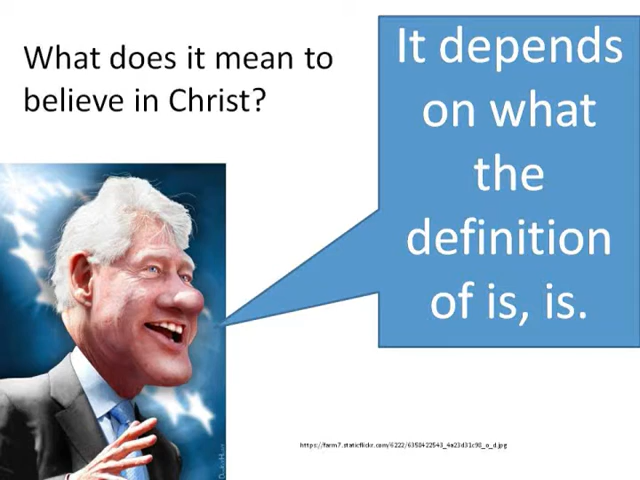 What does it mean to
believe in Christ?
It depends
on what
the
definition
of is, is.